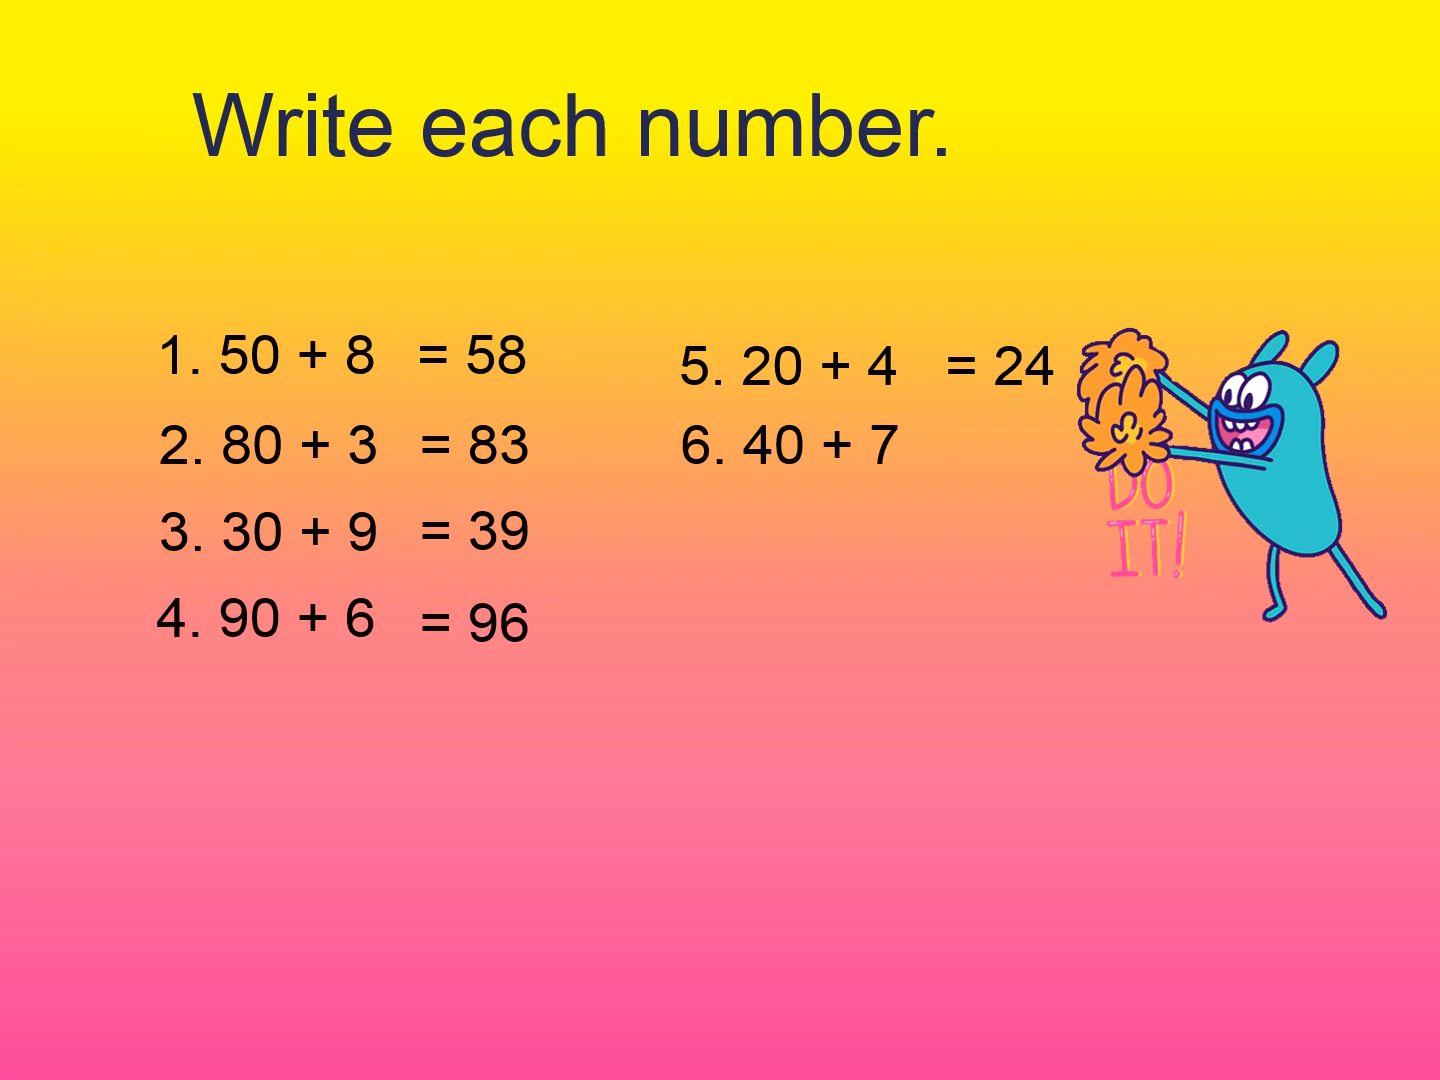 Write each number.
1. 50 + 8 = 58
2. 80 + 3 = 83
3. 30 + 9 = 39
4. 90 + 6 = 96
5. 20 + 4 = 24
6. 40 + 7
DO
IT!